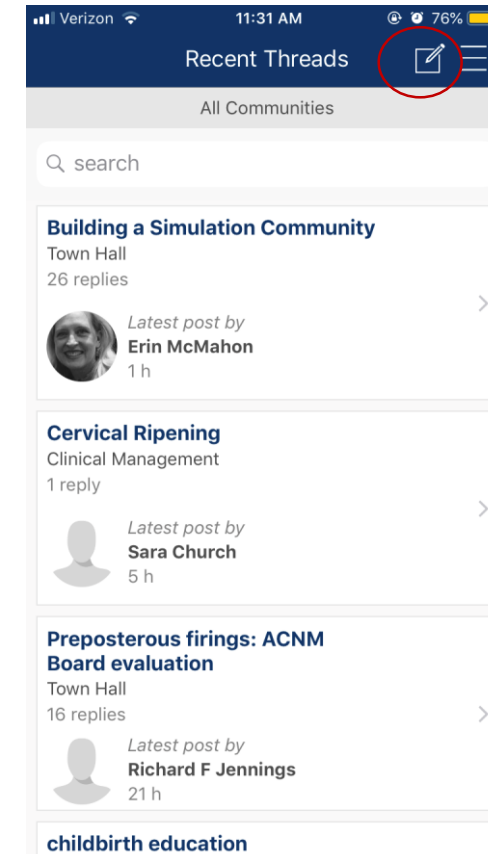 Verizon 11:31 AM 76%
Recent Threads
All Communities
search
Building a Simulation Community
Town Hall
26 replies
Latest post by
Erin McMahon
1 h
Cervical Ripening
Clinical Management
1 reply
Latest post by
Sara Church
5 h
Preposterous firings: ACNM
Board evaluation
Town Hall
16 replies
Latest post by
Richard F Jennings
21 h
childbirth education